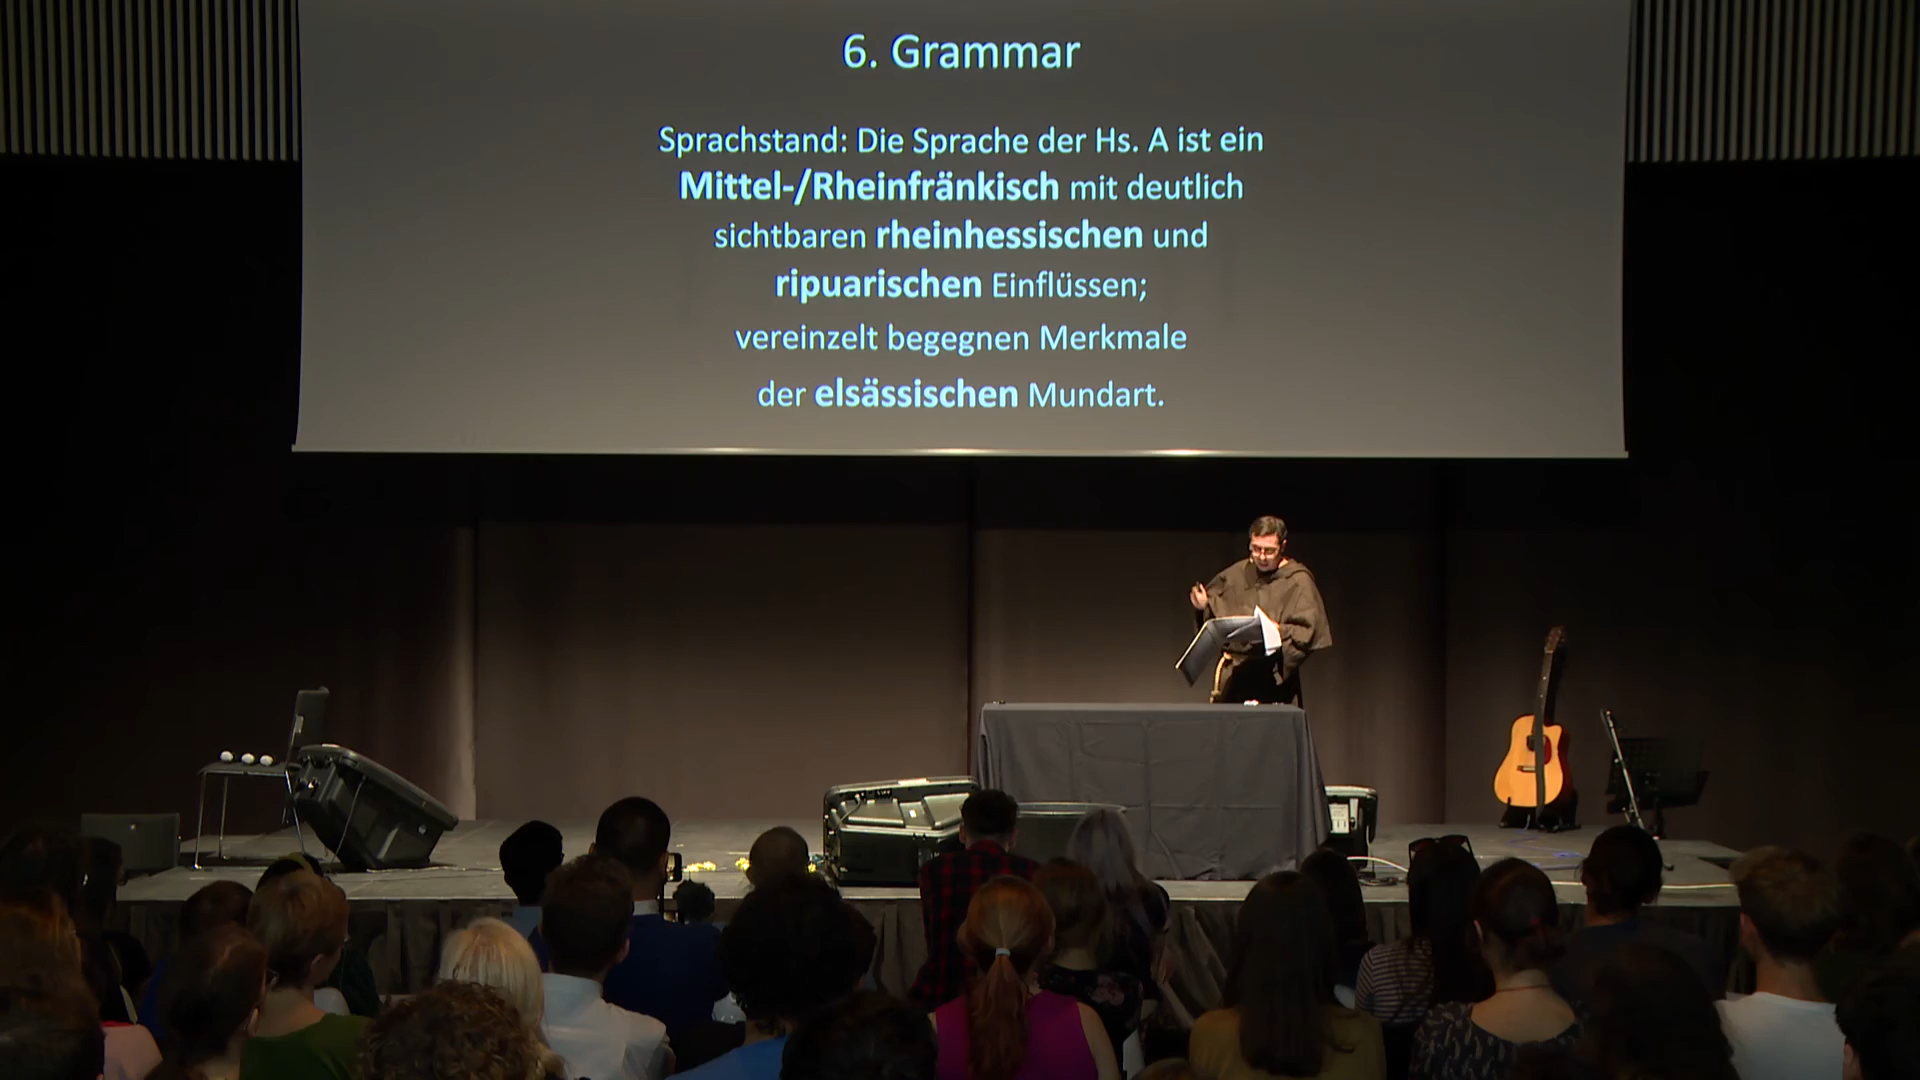 6. Grammar
Sprachstand: Die Sprache der Hs. A ist ein
Mittel-/Rheinfränkisch mit deutlich
sichtbaren rheinhessischen und
ripuarischen Einflüssen;
vereinzelt begegnen Merkmale
der elsässischen Mundart.